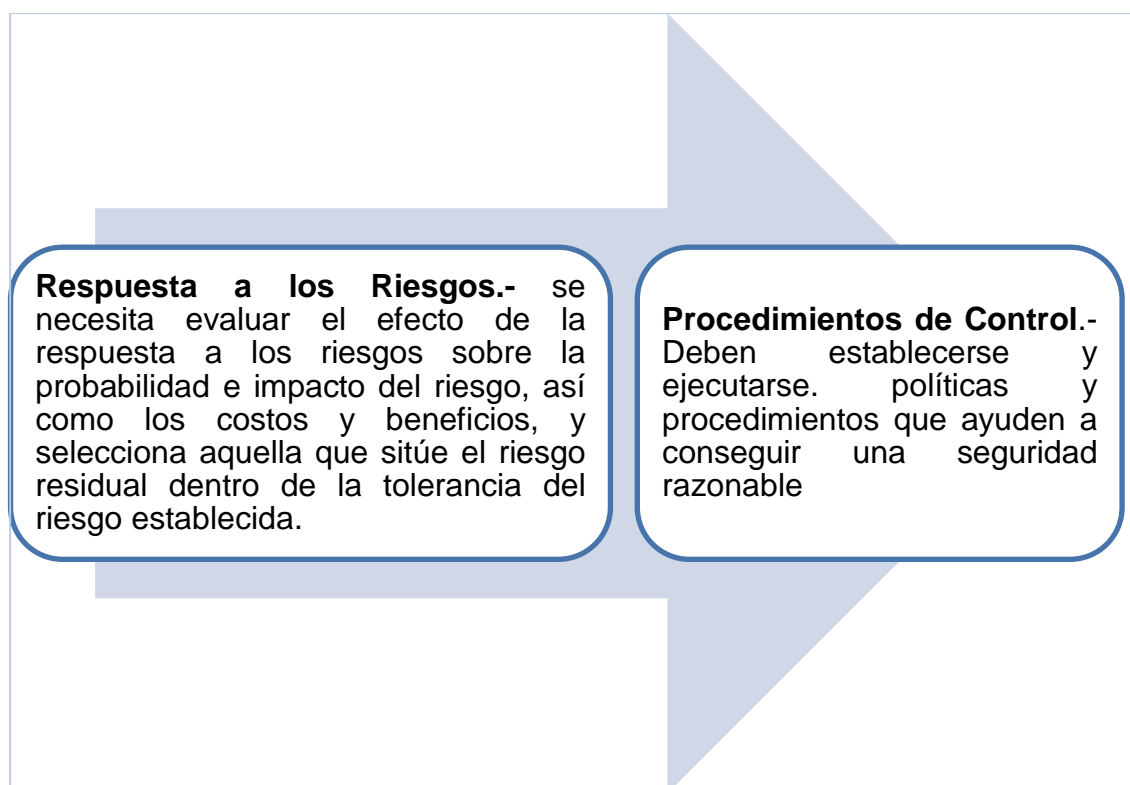 Respuesta a los Riesgos.- se
necesita evaluar el efecto de la
respuesta a los riesgos sobre la
probabilidad e impacto del riesgo, así
como los costos y beneficios, y
selecciona aquella que sitúe el riesgo
residual dentro de la tolerancia del
riesgo establecida.
Procedimientos de Control.-
Deben establecerse y
ejecutarse. políticas y
procedimientos que ayuden a
conseguir una seguridad
razonable